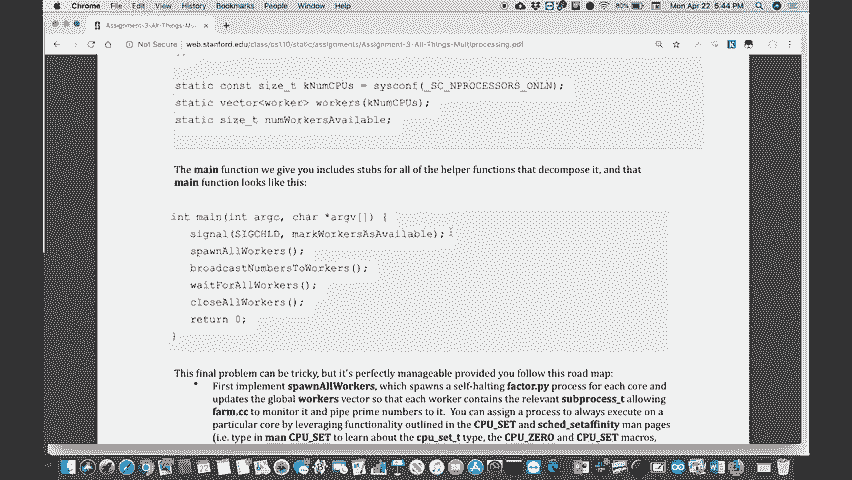 Chrome File Edit View History Bookmarks People Window Help
80% Mon Apr 22 5:44 PM
Assignment-3-All-Things-Mu...
Not Secure web.stanford.edu/class/cs110/static/assignments/Assignment-3-All-Things-Multiprocessing.pdf
static const size_t kNumCPUs = sysconf(_SC_NPROCESSORS_ONLN);
static vector<worker> workers(kNumCPUs);
static size_t numWorkersAvailable;
The main function we give you includes stubs for all of the helper functions that decompose it, and that
main function looks like this:
int main(int argc, char *argv[]) {
signal(SIGCHLD, markWorkersAsAvailable);
spawnAllWorkers();
broadcastNumbersToWorkers();
waitForAllWorkers();
closeAllWorkers();
return 0;
}
This final problem can be tricky, but it's perfectly manageable provided you follow this road map:
• First implement spawnAllWorkers, which spawns a self-halting factor.py process for each core and
updates the global workers vector so that each worker contains the relevant subprocess_t allowing
farm.cc to monitor it and pipe prime numbers to it. You can assign a process to always execute on a
particular core by leveraging functionality outlined in the CPU_SET and sched_setaffinity man pages
(i.e. type in man CPU_SET to learn about the cpu_set_t type, the CPU_ZERO and CPU_SET macros,